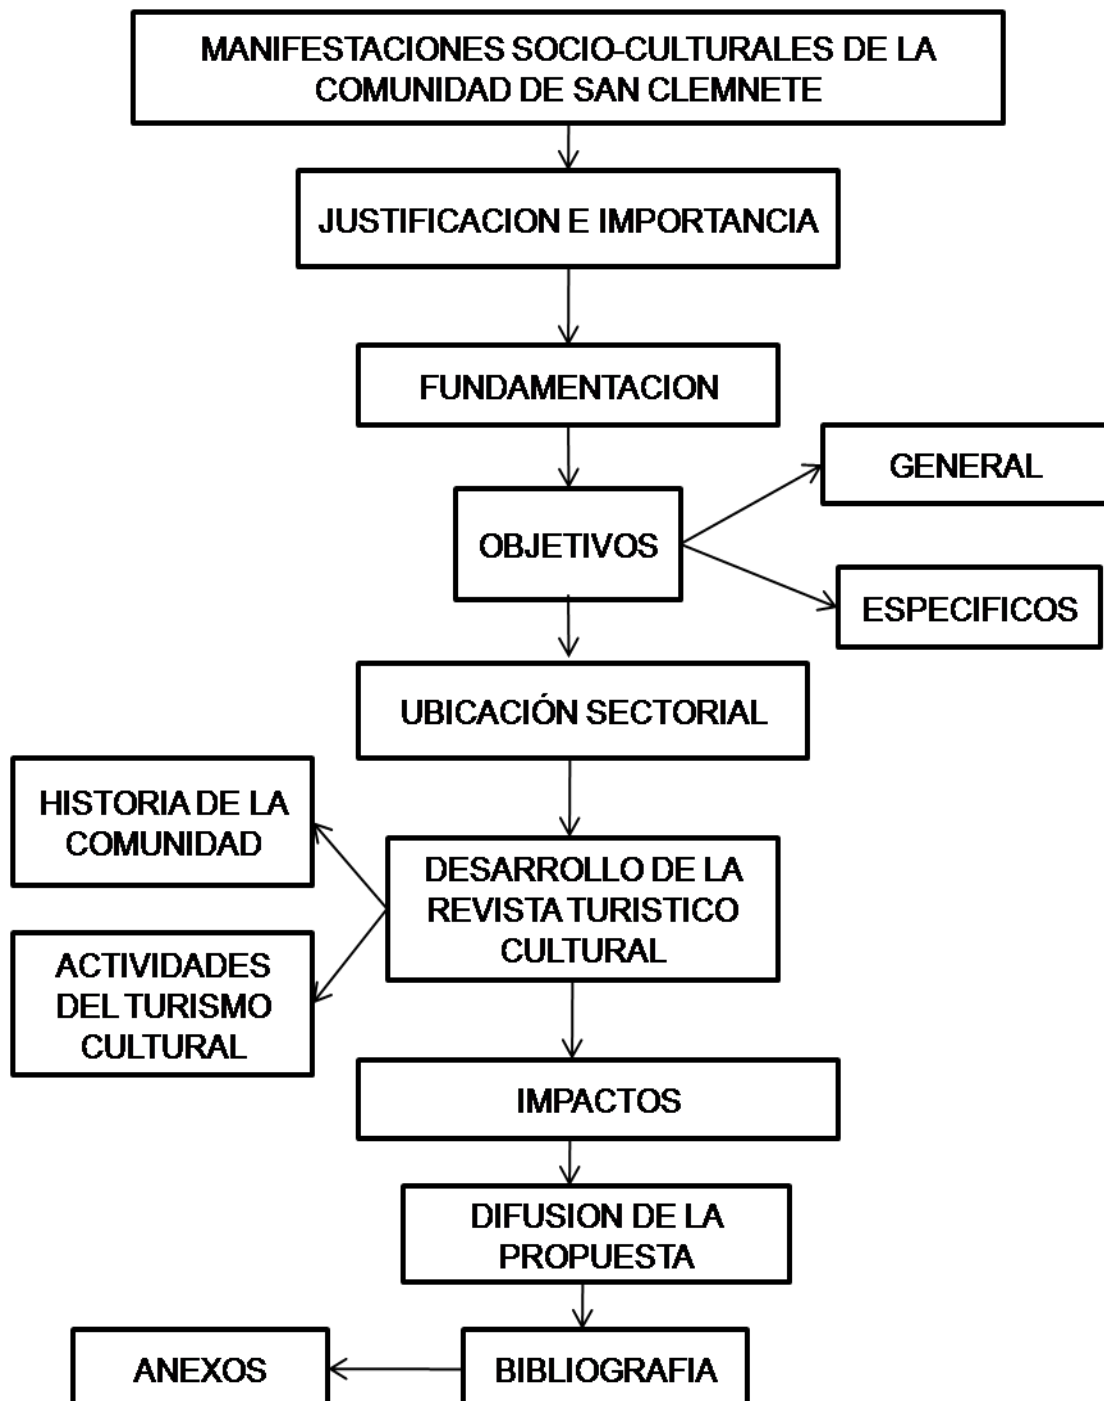 MANIFESTACIONES SOCIO-CULTURALES DE LA
COMUNIDAD DE SAN CLEMNETE
JUSTIFICACION E IMPORTANCIA
FUNDAMENTACION
GENERAL
OBJETIVOS
ESPECIFICOS
UBICACIÓN SECTORIAL
HISTORIA DE LA
COMUNIDAD
DESARROLLO DE LA
REVISTA TURISTICO
CULTURAL
ACTIVIDADES
DEL TURISMO
CULTURAL
IMPACTOS
DIFUSION DE LA
PROPUESTA
ANEXOS
BIBLIOGRAFIA